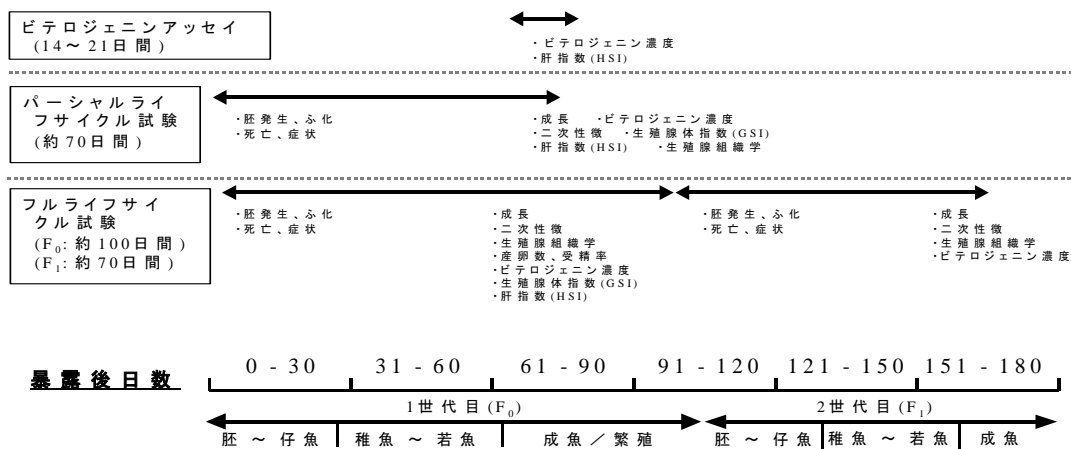 ビテロジェニンアッセイ
(14～21日間)
・ビテロジェニン濃度
・肝指数(HSI)
パーシャルライ
フサイクル試験
(約70日間)
・胚発生、ふ化
・死亡、症状
・成長 ・ビテロジェニン濃度
・二次性徴 ・生殖腺体指数(GSI)
・肝指数(HSI) ・生殖腺組織学
フルライフサイ
クル試験
(F₀: 約100日間)
(F₁: 約70日間)
・胚発生、ふ化
・死亡、症状
・成長
・二次性徴
・生殖腺組織学
・産卵数、受精率
・ビテロジェニン濃度
・生殖腺体指数(GSI)
・肝指数(HSI)
・胚発生、ふ化
・死亡、症状
・成長
・二次性徴
・生殖腺組織学
・ビテロジェニン濃度
暴露後日数 0 - 30 31 - 60 61 - 90 91 - 120 121 - 150 151 - 180
1世代目(F₀) 2世代目(F₁)
胚～仔魚 稚魚～若魚 成魚／繁殖 胚～仔魚 稚魚～若魚 成魚